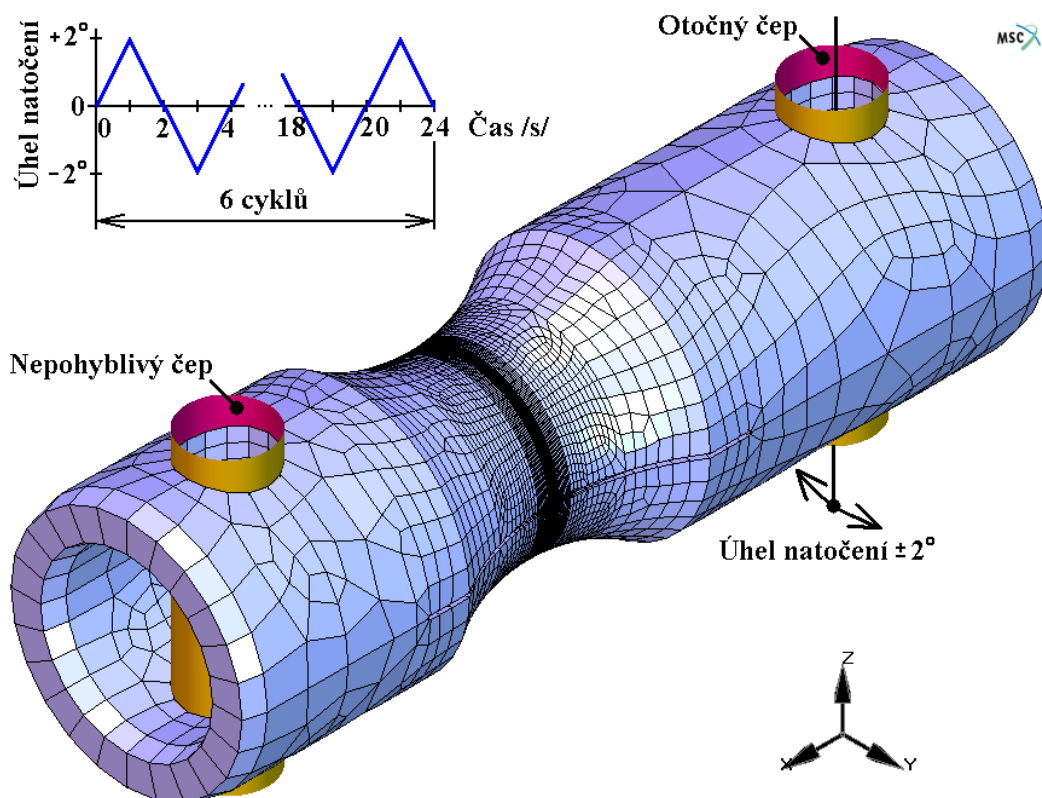 Úhel natočení
+2°
0
-2°
0 2 4 ... 18 20 24
Čas /s/
6 cyklů
Otočný čep
MSC
Nepohyblivý čep
Úhel natočení ±2°
Z
X
Y